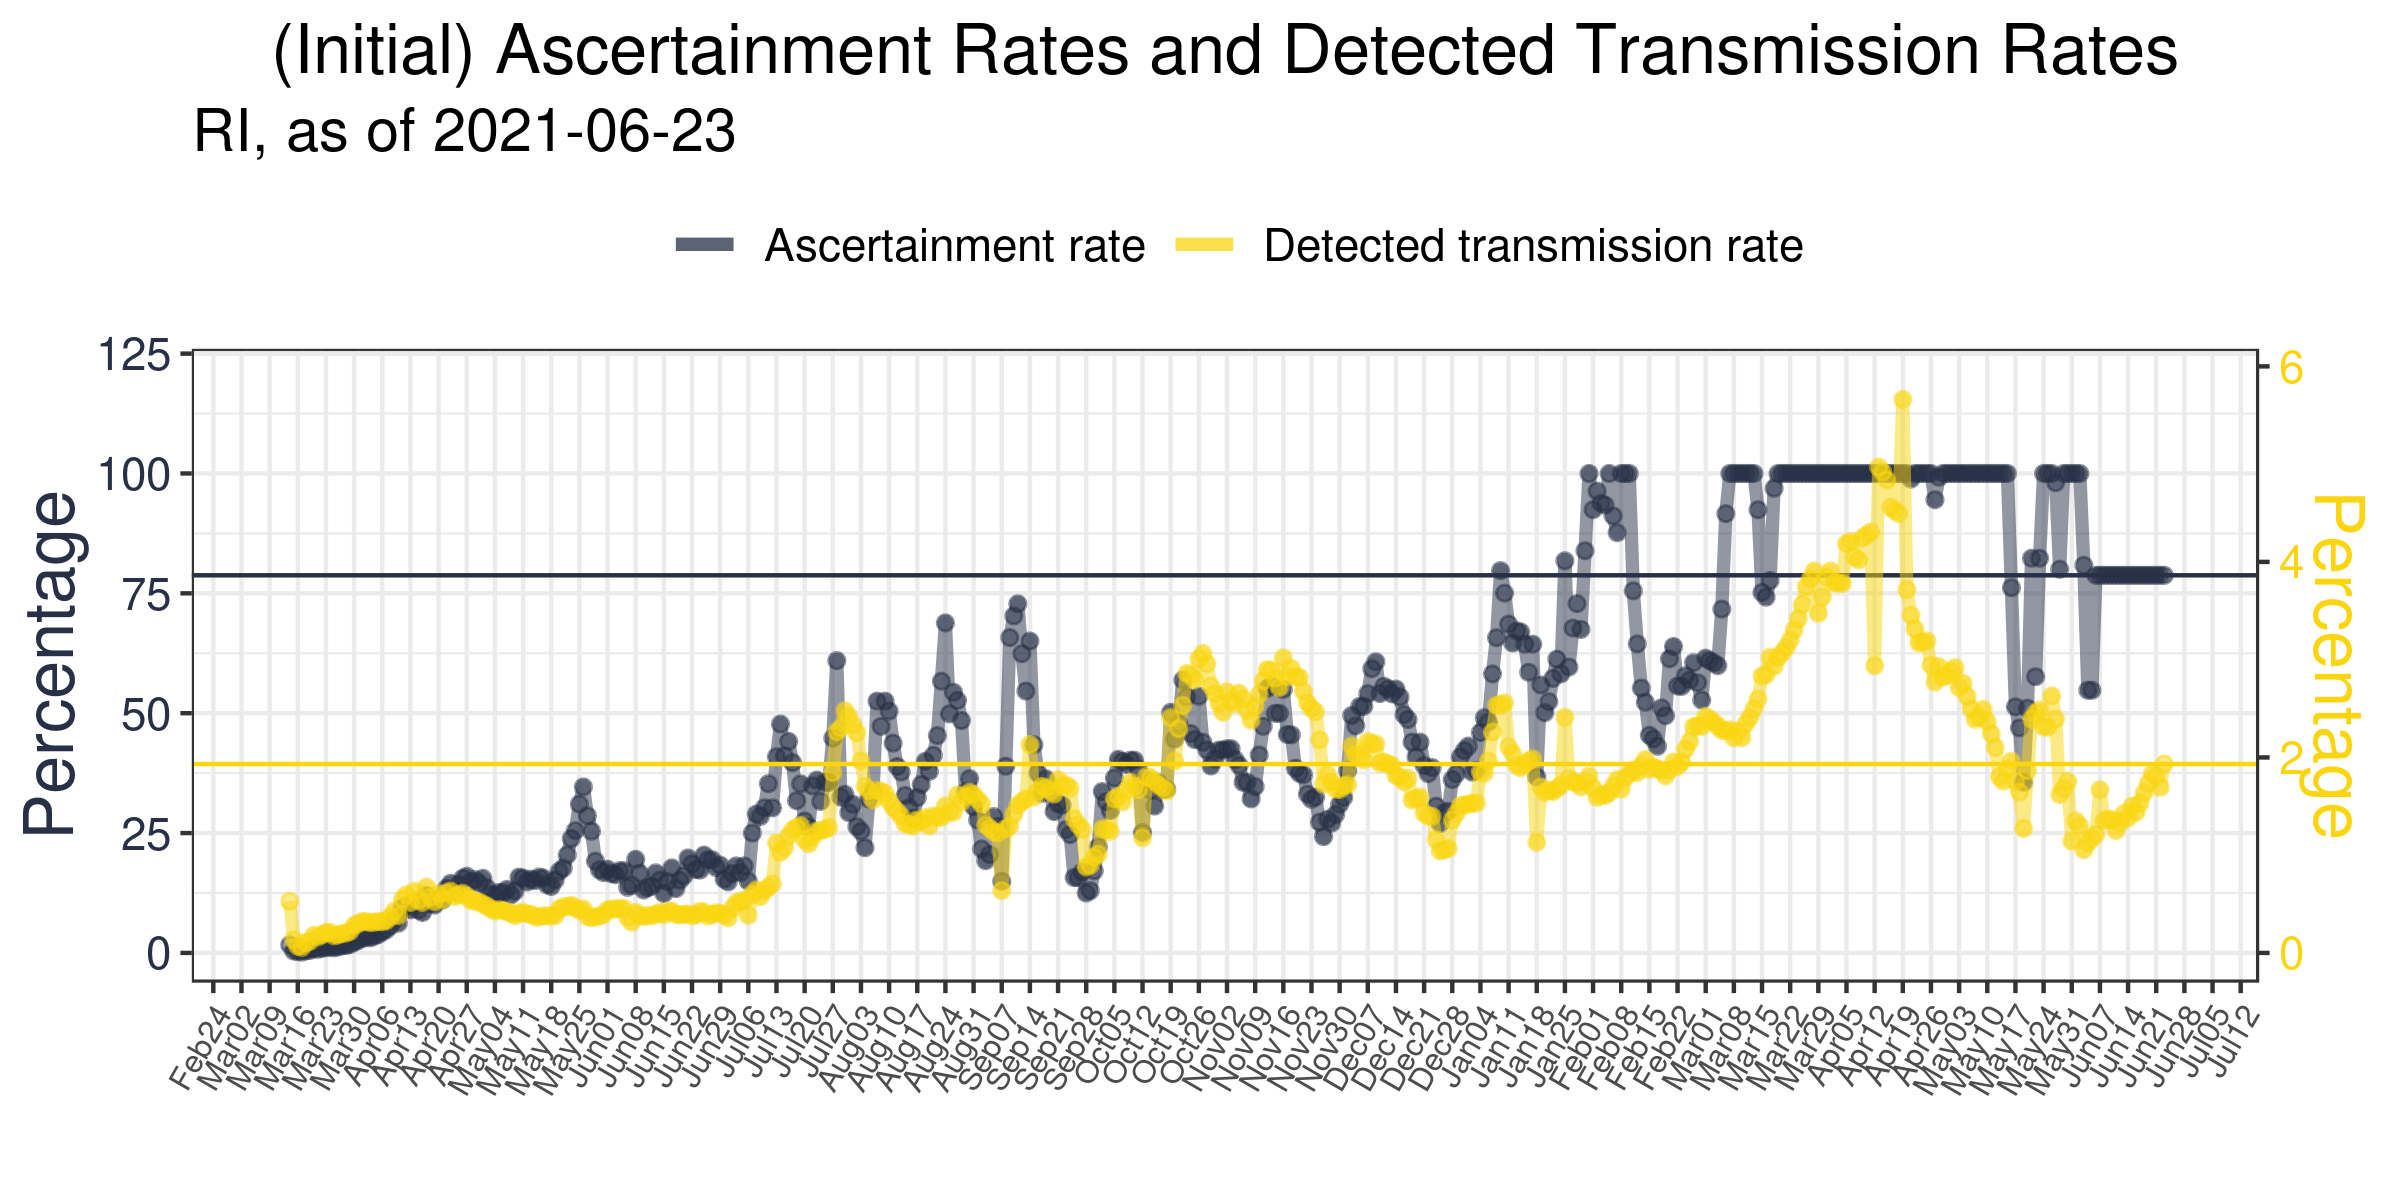 (Initial) Ascertainment Rates and Detected Transmission Rates
RI, as of 2021-06-23
Ascertainment rate
Detected transmission rate
Percentage
125
100
75
50
25
0
6
4
2
0
Percentage
Feb24
Mar02
Mar09
Mar16
Mar23
Mar30
Apr06
Apr13
Apr20
Apr27
May04
May11
May18
May25
Jun01
Jun08
Jun15
Jun22
Jun29
Jul06
Jul13
Jul20
Jul27
Aug03
Aug10
Aug17
Aug24
Aug31
Sep07
Sep14
Sep21
Sep28
Oct05
Oct12
Oct19
Oct26
Nov02
Nov09
Nov16
Nov23
Nov30
Dec07
Dec14
Dec21
Dec28
Jan04
Jan11
Jan18
Jan25
Feb01
Feb08
Feb15
Feb22
Mar01
Mar08
Mar15
Mar22
Mar29
Apr05
Apr12
Apr19
Apr26
May03
May10
May17
May24
May31
Jun07
Jun14
Jun21
Jun28
Jul05
Jul12